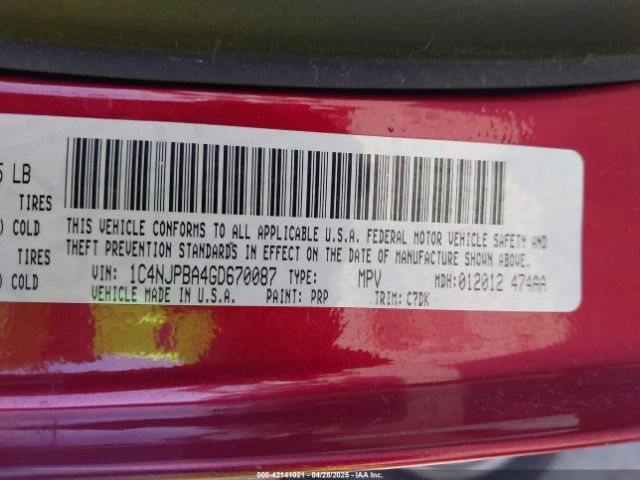 5 LB
TIRES
) COLD
TIRES
) COLD
THIS VEHICLE CONFORMS TO ALL APPLICABLE U.S.A. FEDERAL MOTOR VEHICLE SAFETY AND
THEFT PREVENTION STANDARDS IN EFFECT ON THE DATE OF MANUFACTURE SHOWN ABOVE.
VIN: 1C4NJPBA4GD670087 TYPE: MPV MDH:012012 474AA
VEHICLE MADE IN U.S.A. PAINT: PRP TRIM: C7DK
000-42141021 | 04/28/2025 | IAA Inc.